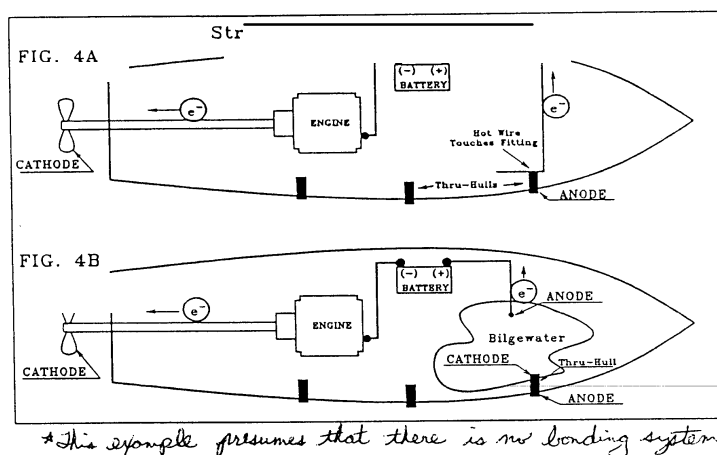 Str
FIG. 4A
(-) (+)
BATTERY
e-
e-
ENGINE
Hot Wire
Touches Fitting
CATHODE
Thru-Hulls
ANODE
FIG. 4B
(-) (+)
BATTERY
e-
e-
ANODE
ENGINE
Bilgewater
CATHODE
Thru-Hull
CATHODE
ANODE
*This example presumes that there is no bonding system